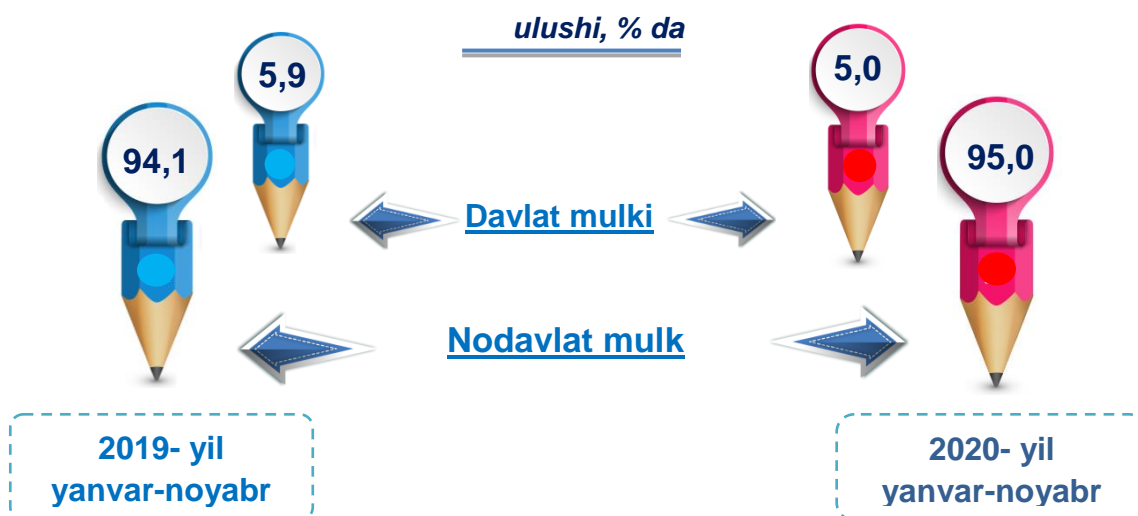 ulushi, % da
5,9
5,0
94,1
95,0
Davlat mulki
Nodavlat mulk
2019- yil
yanvar-noyabr
2020- yil
yanvar-noyabr